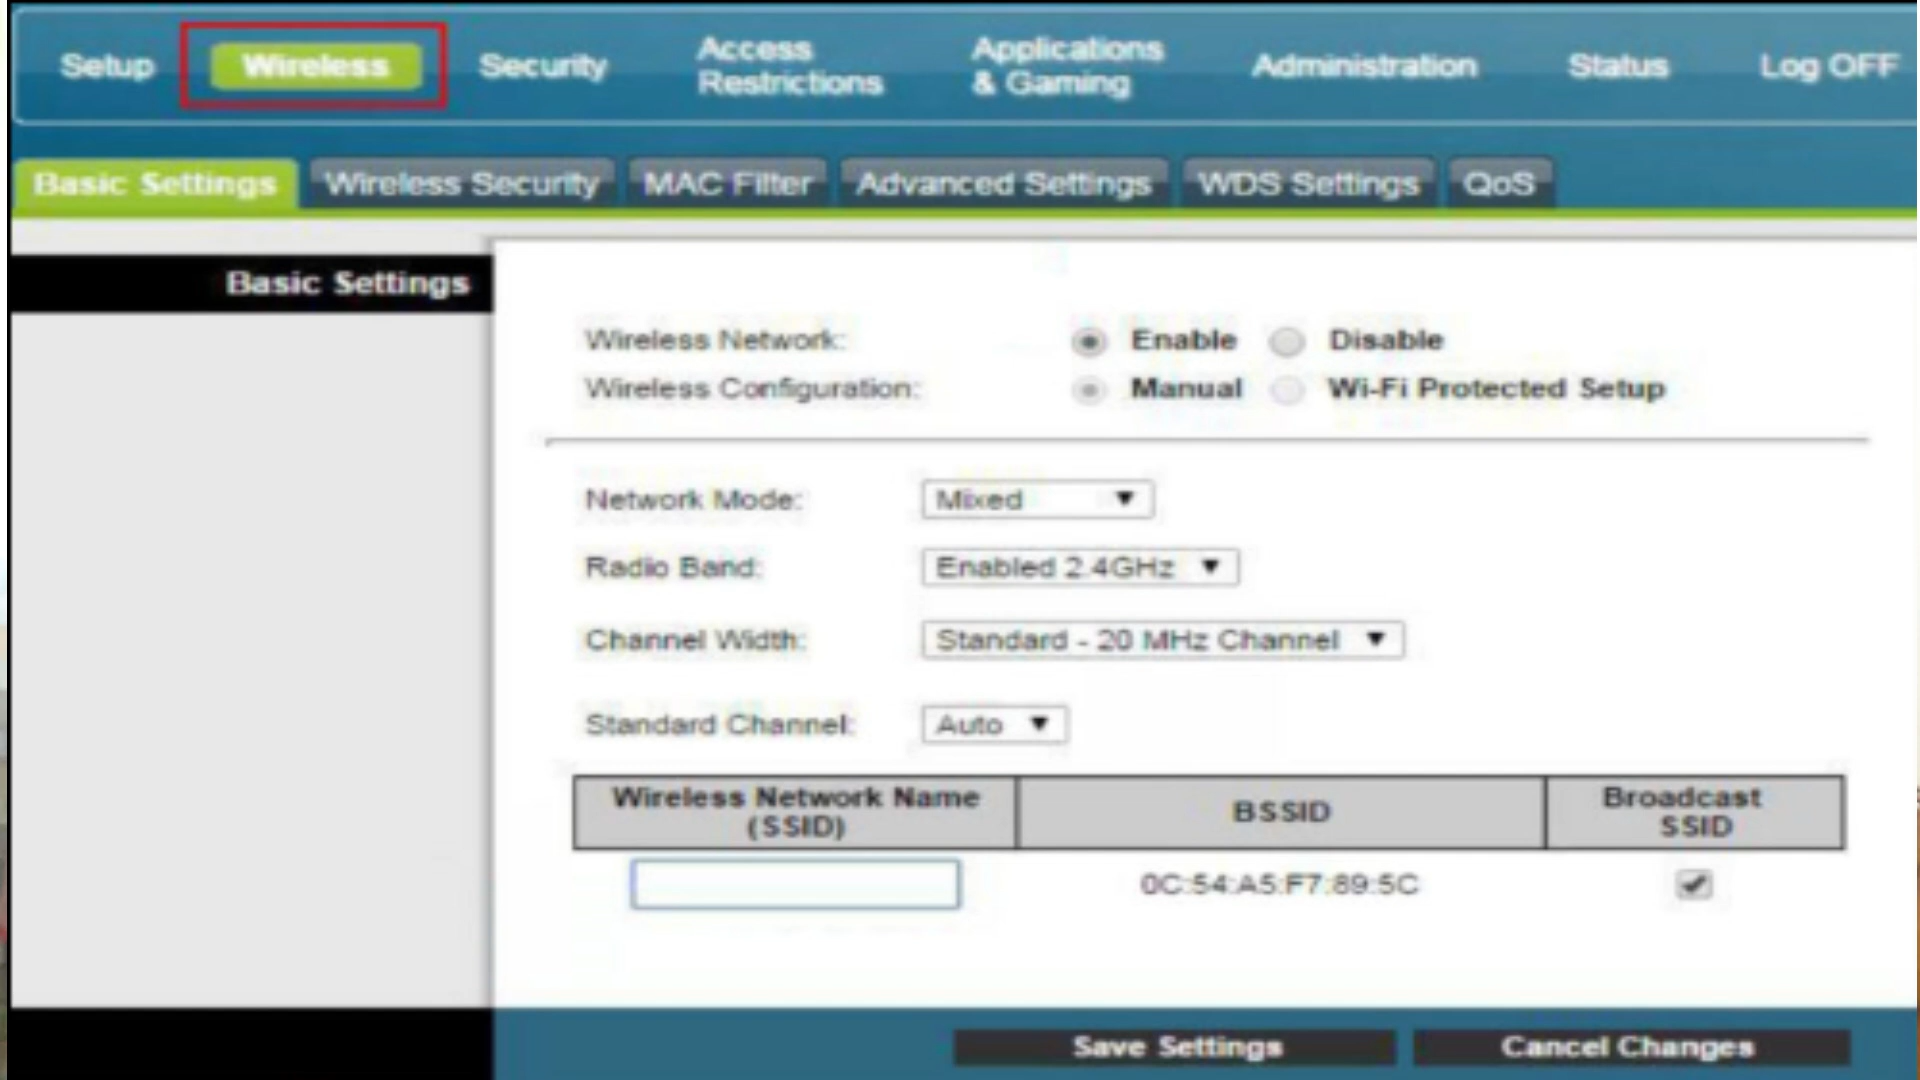 Setup Wireless Security Access Restrictions Applications & Gaming Administration Status Log OFF
Basic Settings Wireless Security MAC Filter Advanced Settings WDS Settings QoS
Basic Settings
Wireless Network: Enable Disable
Wireless Configuration: Manual Wi-Fi Protected Setup
Network Mode: Mixed
Radio Band: Enabled 2.4GHz
Channel Width: Standard - 20 MHz Channel
Standard Channel: Auto
Wireless Network Name (SSID) BSSID Broadcast SSID
0C:54:A5:F7:89:5C
Save Settings Cancel Changes